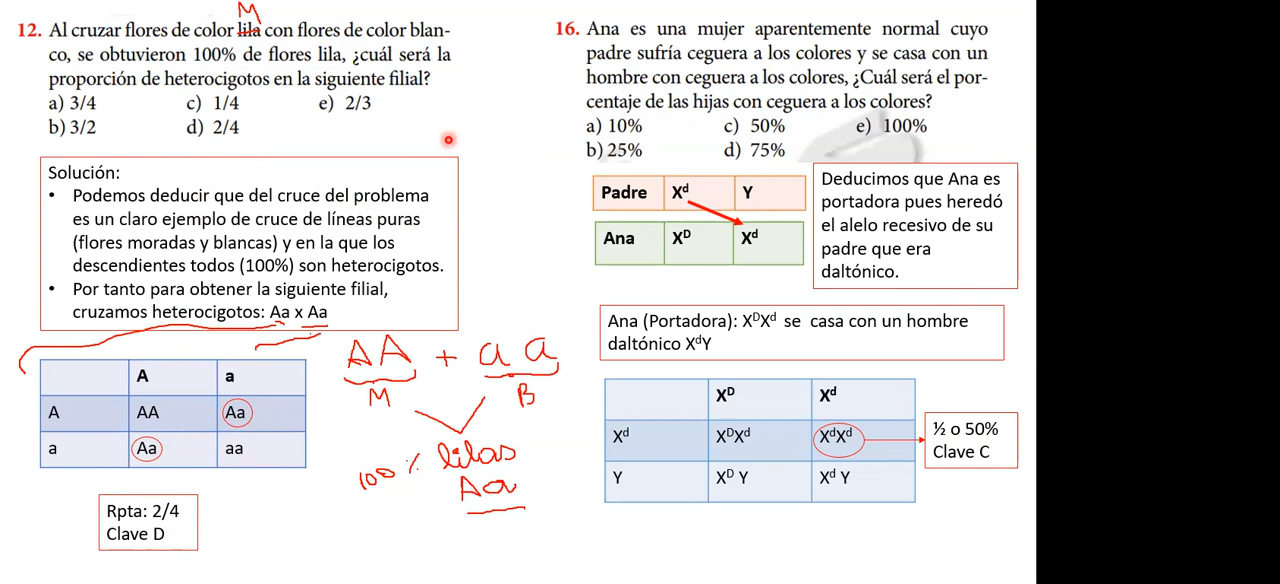 M
12. Al cruzar flores de color lila con flores de color blan-
co, se obtuvieron 100% de flores lila, ¿cuál será la
proporción de heterocigotos en la siguiente filial?
a) 3/4 c) 1/4 e) 2/3
b) 3/2 d) 2/4
Solución:
• Podemos deducir que del cruce del problema
es un claro ejemplo de cruce de líneas puras
(flores moradas y blancas) y en la que los
descendientes todos (100%) son heterocigotos.
• Por tanto para obtener la siguiente filial,
cruzamos heterocigotos: Aa x Aa
A a
A AA Aa
a Aa aa
AA + aa
M B
100 % lilas
Aa
Rpta: 2/4
Clave D
16. Ana es una mujer aparentemente normal cuyo
padre sufría ceguera a los colores y se casa con un
hombre con ceguera a los colores, ¿Cuál será el por-
centaje de las hijas con ceguera a los colores?
a) 10% c) 50% e) 100%
b) 25% d) 75%
Padre Xᵈ Y
Ana Xᴰ Xᵈ
Deducimos que Ana es
portadora pues heredó
el alelo recesivo de su
padre que era
daltónico.
Ana (Portadora): XᴰXᵈ se casa con un hombre
daltónico XᵈY
Xᴰ Xᵈ
Xᵈ XᴰXᵈ XᵈXᵈ
Y Xᴰ Y Xᵈ Y
½ o 50%
Clave C